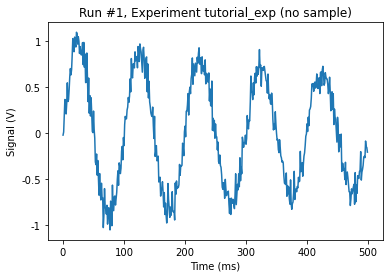 Run #1, Experiment tutorial_exp (no sample)
1
0.5
0
-0.5
-1
Signal (V)
0 100 200 300 400 500
Time (ms)